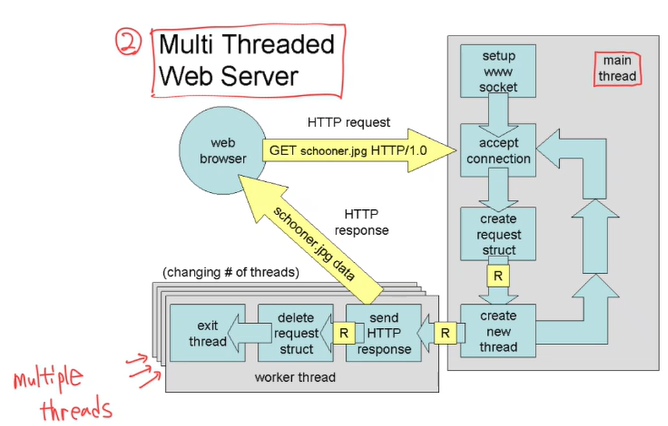 ②
Multi Threaded
Web Server
main
thread
setup
www
socket
HTTP request
web
browser
GET schooner.jpg HTTP/1.0
accept
connection
schooner.jpg data
HTTP
response
create
request
struct
R
(changing # of threads)
exit
thread
delete
request
struct
R
send
HTTP
response
R
create
new
thread
worker thread
multiple
threads